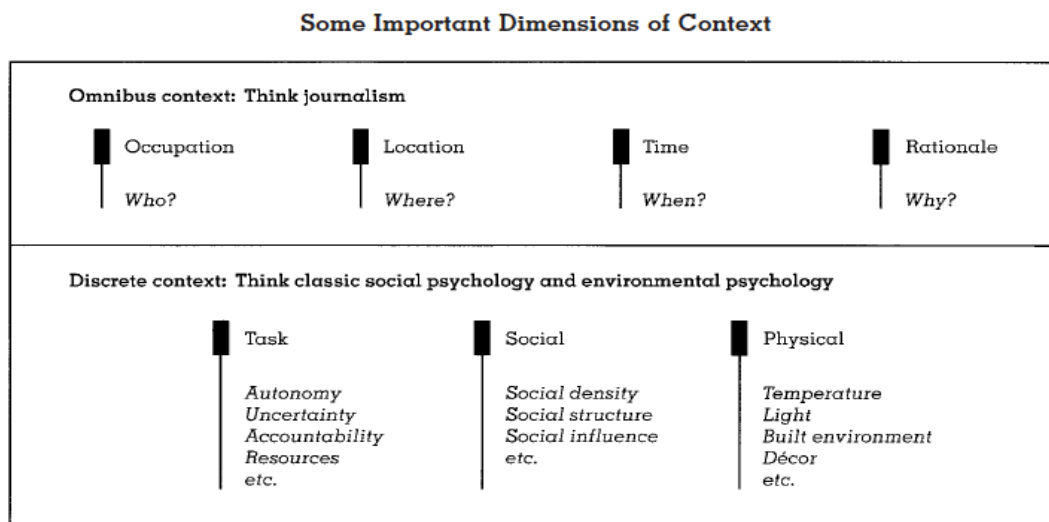 Some Important Dimensions of Context
Omnibus context: Think journalism
Occupation
Who?
Location
Where?
Time
When?
Rationale
Why?
Discrete context: Think classic social psychology and environmental psychology
Task
Autonomy
Uncertainty
Accountability
Resources
etc.
Social
Social density
Social structure
Social influence
etc.
Physical
Temperature
Light
Built environment
Décor
etc.